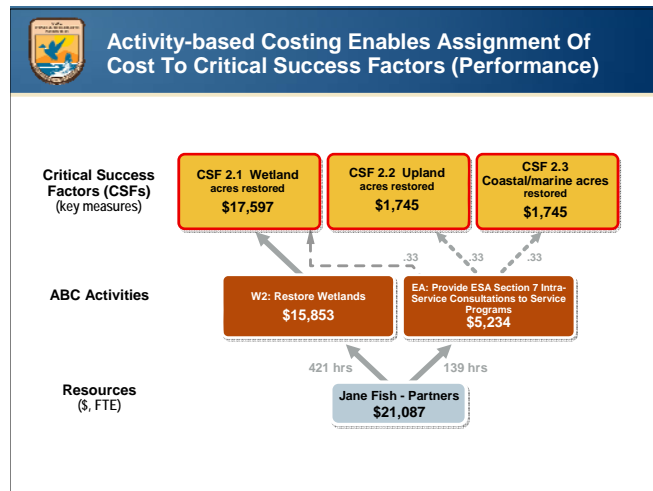 Activity-based Costing Enables Assignment Of
Cost To Critical Success Factors (Performance)
Critical Success
Factors (CSFs)
(key measures)
CSF 2.1 Wetland
acres restored
$17,597
CSF 2.2 Upland
acres restored
$1,745
CSF 2.3
Coastal/marine acres
restored
$1,745
.33
.33
.33
ABC Activities
W2: Restore Wetlands
$15,853
EA: Provide ESA Section 7 Intra-
Service Consultations to Service
Programs
$5,234
421 hrs
139 hrs
Resources
($, FTE)
Jane Fish - Partners
$21,087